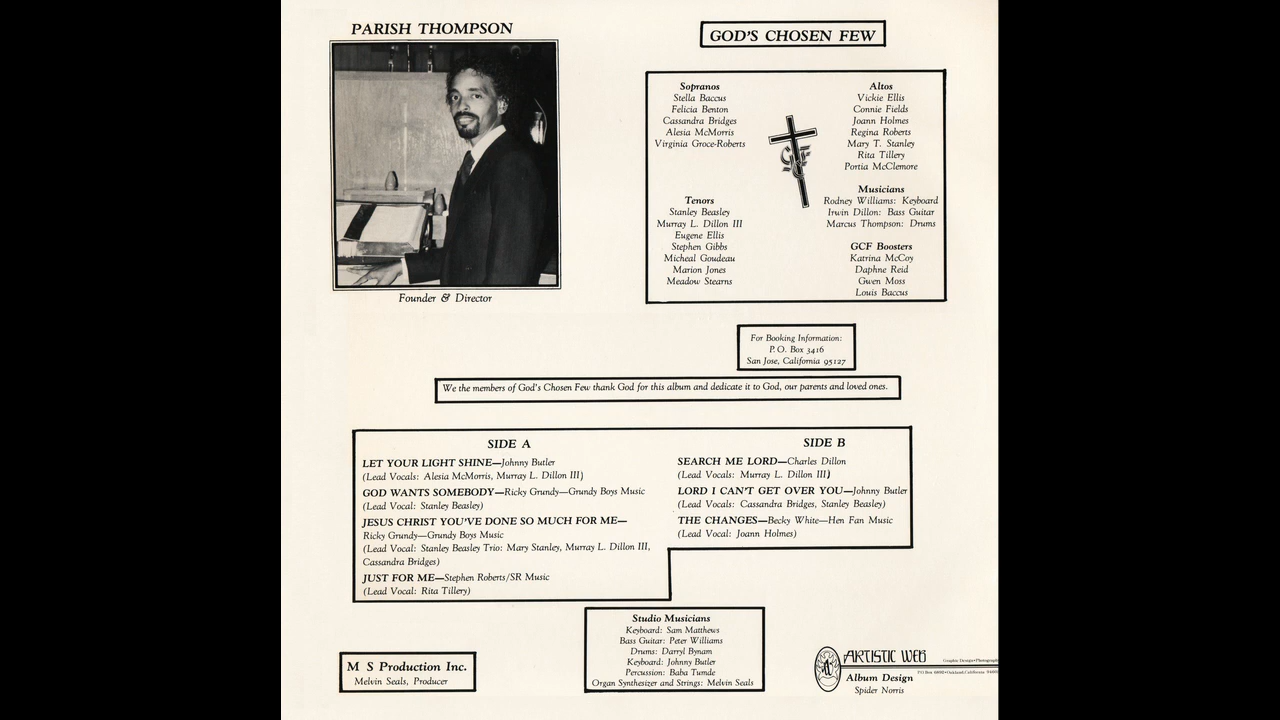 PARISH THOMPSON
Founder & Director
GOD'S CHOSEN FEW
Sopranos
Stella Baccus
Felicia Benton
Cassandra Bridges
Alesia McMorris
Virginia Groce-Roberts
Tenors
Stanley Beasley
Murray L. Dillon III
Eugene Ellis
Stephen Gibbs
Micheal Goudeau
Marion Jones
Meadow Stearns
GCF
Altos
Vickie Ellis
Connie Fields
Joann Holmes
Regina Roberts
Mary T. Stanley
Rita Tillery
Portia McClemore
Musicians
Rodney Williams: Keyboard
Irwin Dillon: Bass Guitar
Marcus Thompson: Drums
GCF Boosters
Katrina McCoy
Daphne Reid
Gwen Moss
Louis Baccus
For Booking Information:
P.O. Box 3416
San Jose, California 95127
We the members of God's Chosen Few thank God for this album and dedicate it to God, our parents and loved ones.
SIDE A
LET YOUR LIGHT SHINE—Johnny Butler
(Lead Vocals: Alesia McMorris, Murray L. Dillon III)
GOD WANTS SOMEBODY—Ricky Grundy—Grundy Boys Music
(Lead Vocal: Stanley Beasley)
JESUS CHRIST YOU'VE DONE SO MUCH FOR ME—
Ricky Grundy—Grundy Boys Music
(Lead Vocal: Stanley Beasley Trio: Mary Stanley, Murray L. Dillon III,
Cassandra Bridges)
JUST FOR ME—Stephen Roberts/SR Music
(Lead Vocal: Rita Tillery)
SIDE B
SEARCH ME LORD—Charles Dillon
(Lead Vocals: Murray L. Dillon III)
LORD I CAN'T GET OVER YOU—Johnny Butler
(Lead Vocals: Cassandra Bridges, Stanley Beasley)
THE CHANGES—Becky White—Hen Fan Music
(Lead Vocal: Joann Holmes)
Studio Musicians
Keyboard: Sam Matthews
Bass Guitar: Peter Williams
Drums: Darryl Bynam
Keyboard: Johnny Butler
Percussion: Baba Tumde
Organ Synthesizer and Strings: Melvin Seals
M S Production Inc.
Melvin Seals, Producer
ARTISTIC WEB
Graphic Design•Photograph
Oakland California
Album Design
Spider Norris